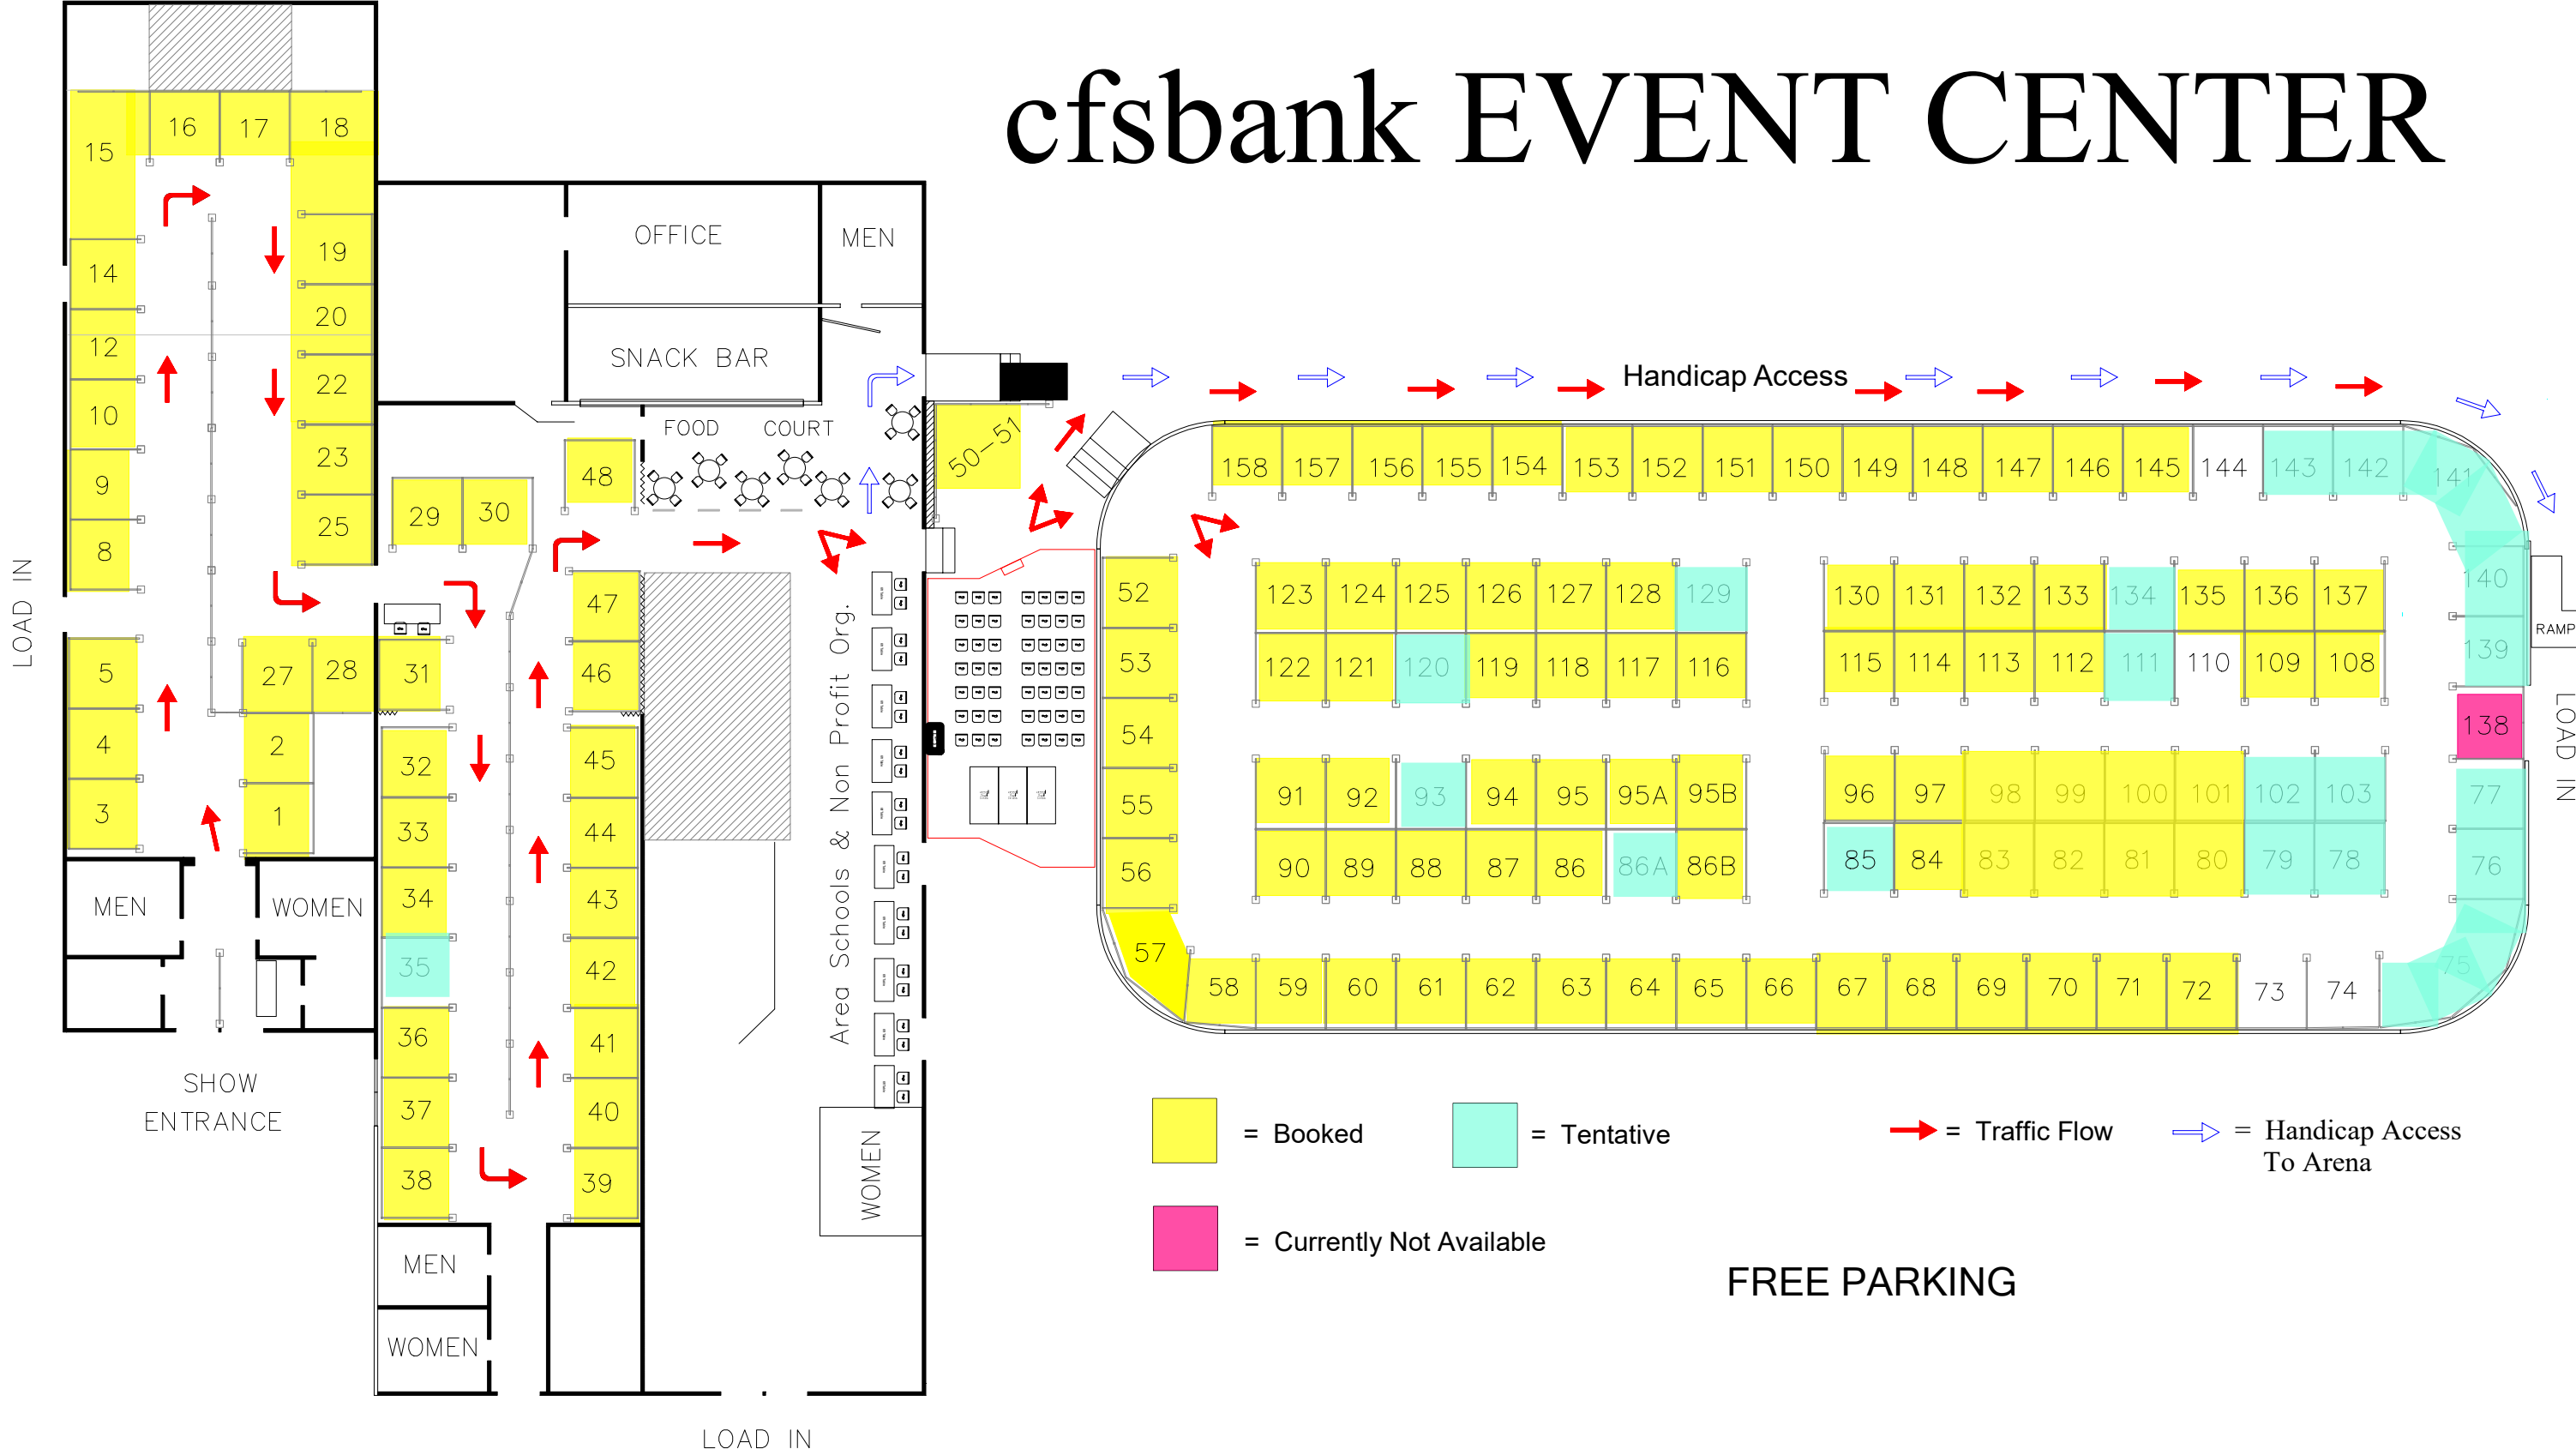 cfsbank EVENT CENTER
16 17 18
15
OFFICE MEN
19
14
20
12
SNACK BAR
22
10
Handicap Access
FOOD COURT
23
50-51
48
9
158 157 156 155 154 153 152 151 150 149 148 147 146 145 144 143 142 141
29 30
25
8
LOAD IN
140
123 124 125 126 127 128 129
130 131 132 133 134 135 136 137
52
47
RAMP
139
122 121 120 119 118 117 116
115 114 113 112 111 110 109 108
53
5 27 28 31 46
Area Schools & Non Profit Org.
LOAD IN
138
54
4 2
32 45
91 92 93 94 95 95A 95B
96 97 98 99 100 101 102 103
77
55
3 1
33 44
90 89 88 87 86 86A 86B
85 84 83 82 81 80 79 78
76
56
34 43
MEN WOMEN
57
35 42
75
58 59 60 61 62 63 64 65 66 67 68 69 70 71 72 73 74
36 41
SHOW
ENTRANCE
37 40
= Booked
= Tentative
= Traffic Flow
= Handicap Access
To Arena
WOMEN
38 39
= Currently Not Available
MEN
FREE PARKING
WOMEN
LOAD IN